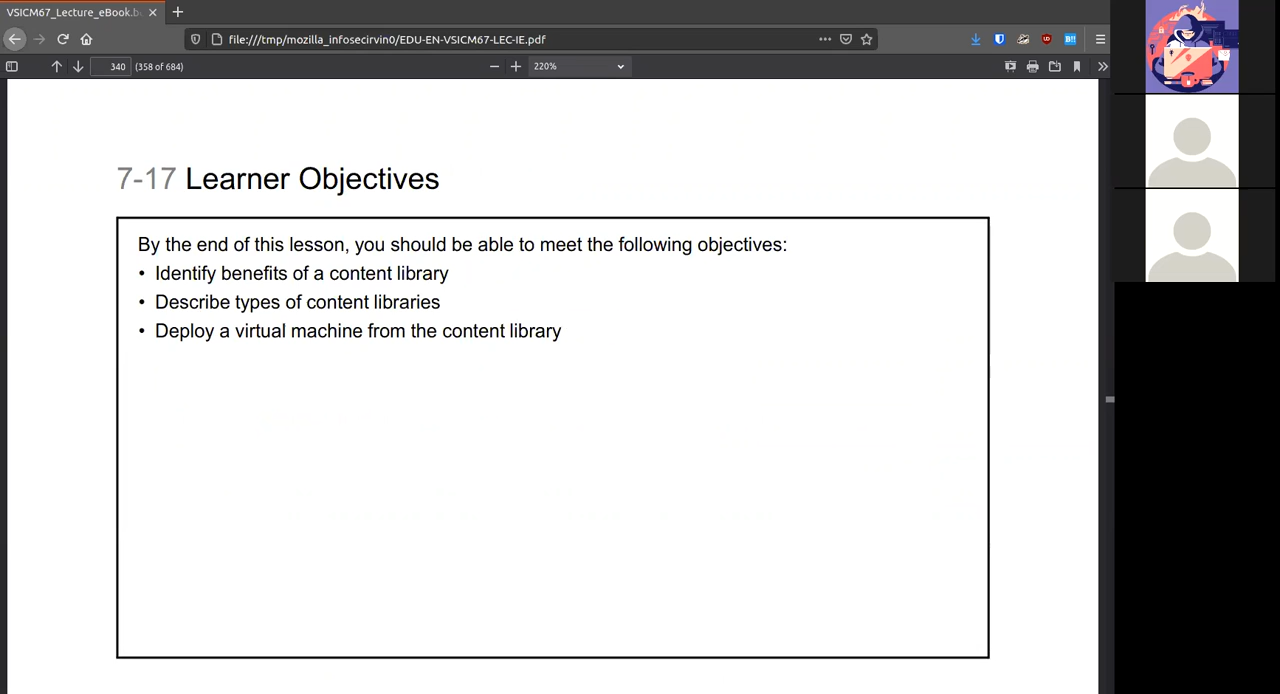 VSICM67_Lecture_eBook.b
file:///tmp/mozilla_infosecirvin0/EDU-EN-VSICM67-LEC-IE.pdf
340 (358 of 684)
220%
7-17 Learner Objectives
By the end of this lesson, you should be able to meet the following objectives:
• Identify benefits of a content library
• Describe types of content libraries
• Deploy a virtual machine from the content library